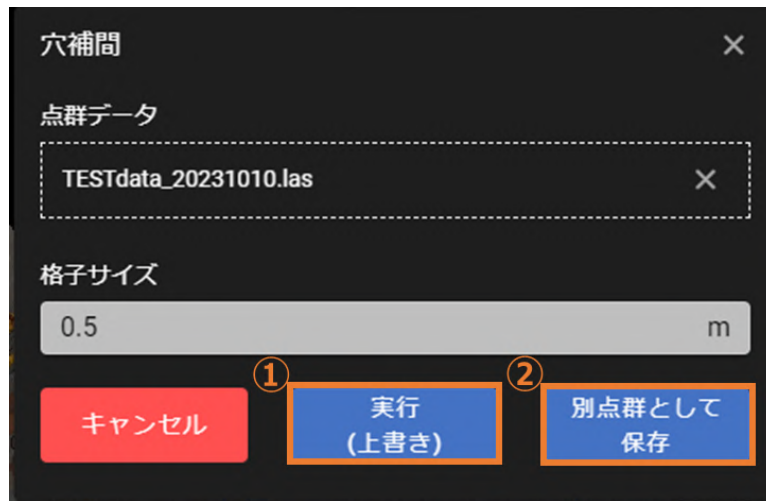 穴補間 ×
点群データ
TESTdata_20231010.las ×
格子サイズ
0.5 m
① ②
キャンセル
実行
(上書き)
別点群として
保存